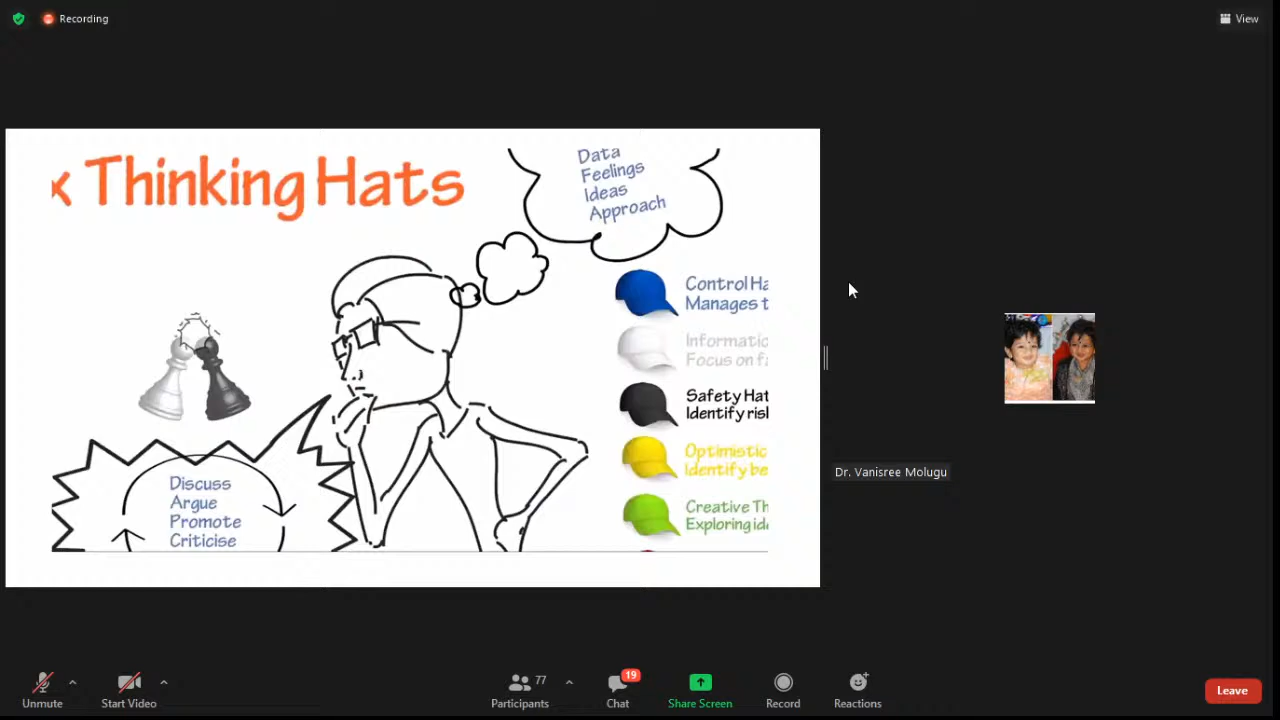 Recording
View
x Thinking Hats
Data
Feelings
Ideas
Approach
Control Ha
Manages t
Informatio
Focus on fa
Safety Hat
Identify risk
Optimistic
Identify be
Creative Th
Exploring ide
Discuss
Argue
Promote
Criticise
Dr. Vanisree Molugu
Unmute
Start Video
Participants
77
Chat
19
Share Screen
Record
Reactions
Leave